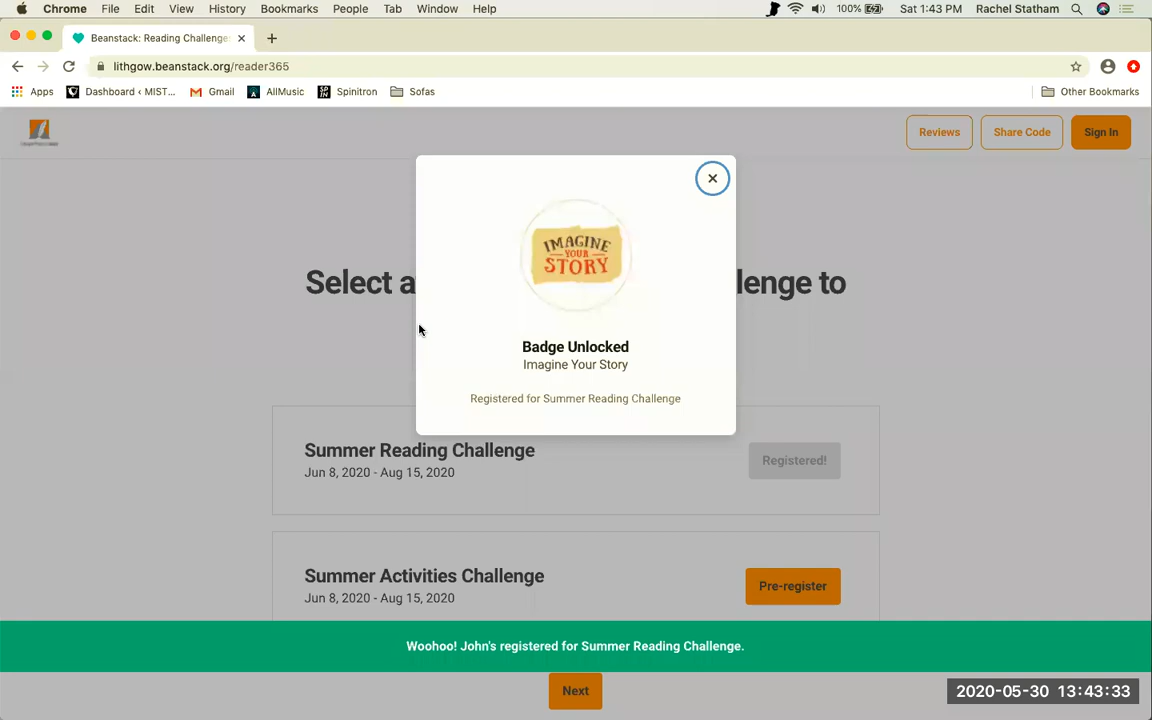 Chrome File Edit View History Bookmarks People Tab Window Help 100% Sat 1:43 PM Rachel Statham
Beanstack: Reading Challenge
lithgow.beanstack.org/reader365
Apps Dashboard ‹ MIST... Gmail AllMusic Spinitron Sofas Other Bookmarks
Reviews Share Code Sign In
IMAGINE
YOUR
STORY
Select a lenge to
Badge Unlocked
Imagine Your Story
Registered for Summer Reading Challenge
Summer Reading Challenge
Jun 8, 2020 - Aug 15, 2020
Registered!
Summer Activities Challenge
Jun 8, 2020 - Aug 15, 2020
Pre-register
Woohoo! John's registered for Summer Reading Challenge.
Next
2020-05-30 13:43:33